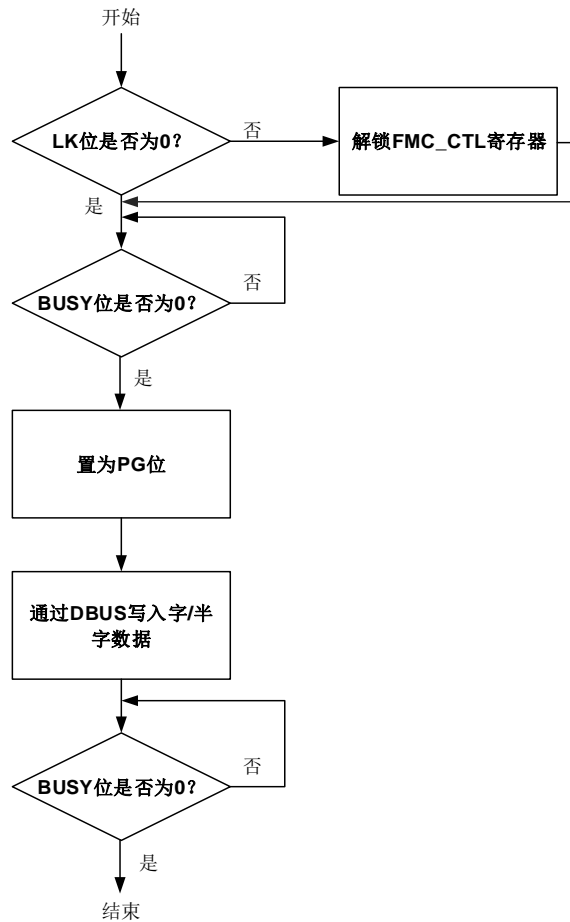 开始
LK位是否为0？
否
解锁FMC_CTL寄存器
是
否
BUSY位是否为0？
是
置为PG位
通过DBUS写入字/半
字数据
否
BUSY位是否为0？
是
结束